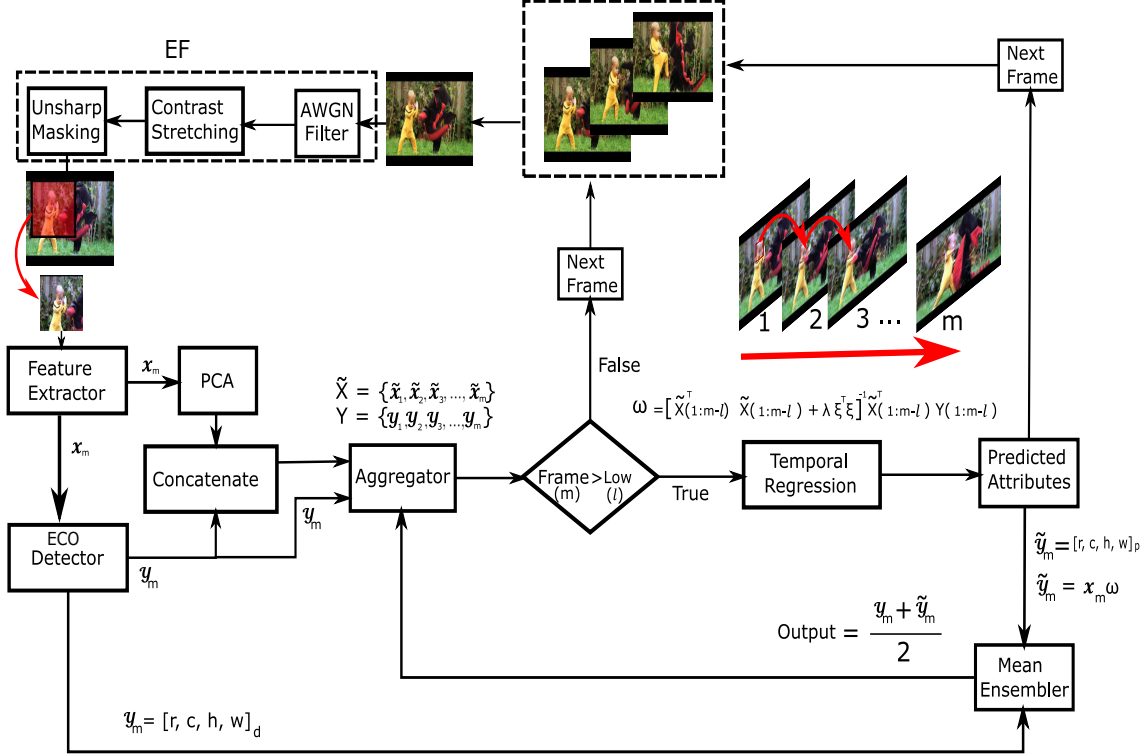 EF
Unsharp
Masking
Contrast
Stretching
AWGN
Filter
Next
Frame
Next
Frame
1 2 3 ... m
Feature
Extractor
x_m
PCA
x_m
Concatenate
ECO
Detector
y_m
y_m
X̃ = {x̃_1, x̃_2, x̃_3, ..., x̃_m}
Y = {y_1, y_2, y_3, ..., y_m}
Aggregator
False
Frame > Low
(m) (l)
True
ω = [X̃^T(1:m-l) X̃(1:m-l) + λ ξ^T ξ]^-1 X̃^T(1:m-l) Y(1:m-l)
Temporal
Regression
Predicted
Attributes
ỹ_m = [r, c, h, w]_p
ỹ_m = x_m ω
Output = (y_m + ỹ_m) / 2
Mean
Ensembler
y_m = [r, c, h, w]_d